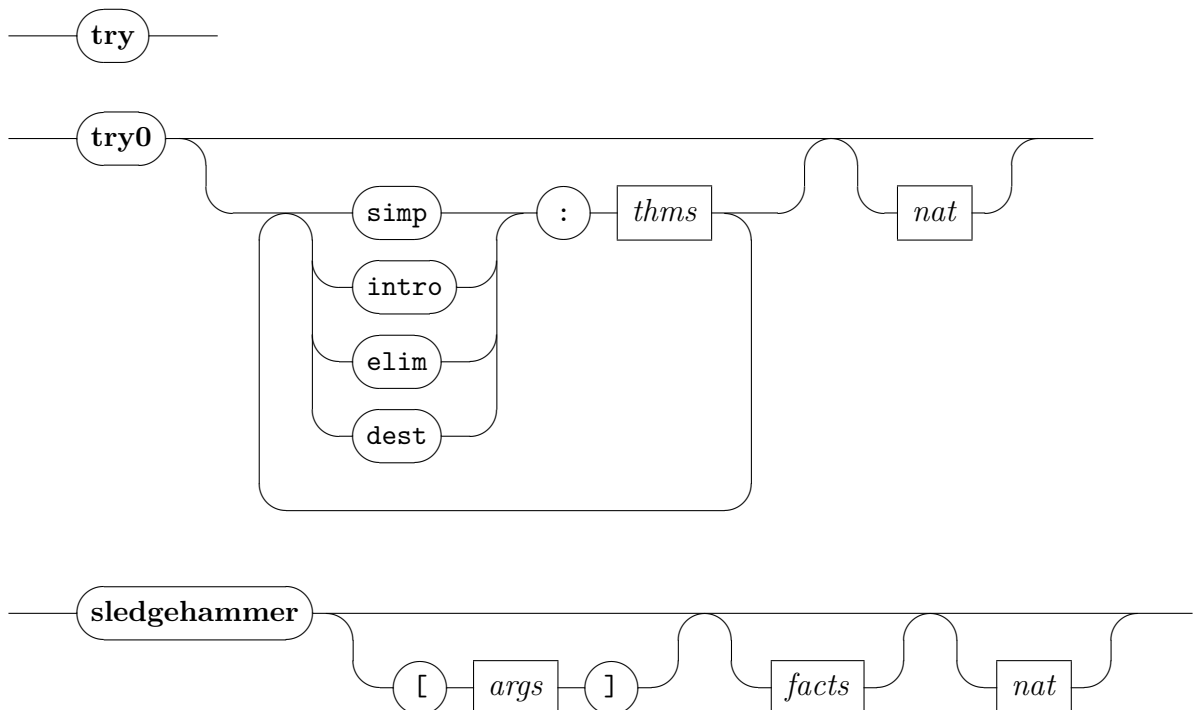 try
try0
nat
simp : thms
intro
elim
dest
sledgehammer
[ args ] facts nat